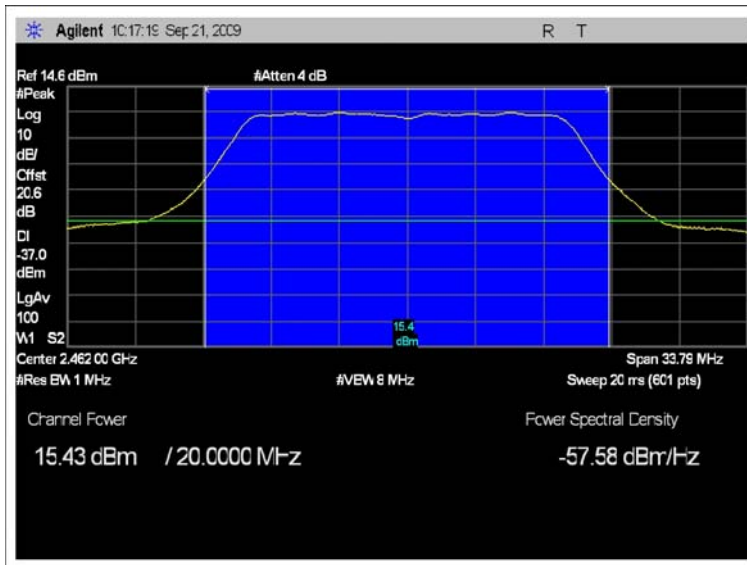 Agilent 10:17:19 Sep 21, 2009 R T
Ref 14.6 dBm #Atten 4 dB
#Peak
Log
10
dB/
Offst
20.6
dB
DI
-37.0
dBm
LgAv
100
W1 S2
15.4
dBm
Center 2.462 00 GHz Span 33.79 MHz
#Res BW 1 MHz #VBW 8 MHz Sweep 20 ms (601 pts)
Channel Power Power Spectral Density
15.43 dBm / 20.0000 MHz -57.58 dBm/Hz